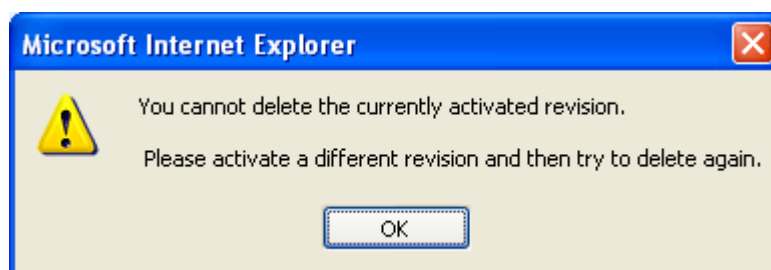 Microsoft Internet Explorer
You cannot delete the currently activated revision.
Please activate a different revision and then try to delete again.
OK